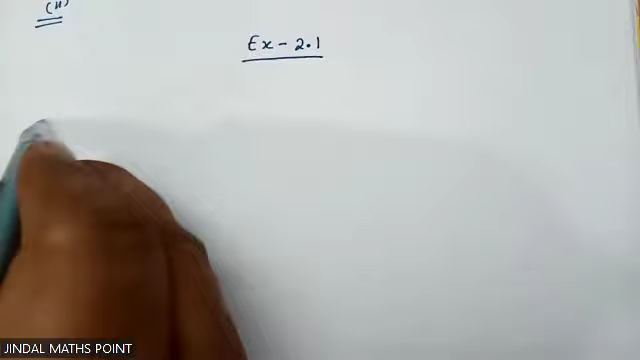 Ex - 2.1
JINDAL MATHS POINT